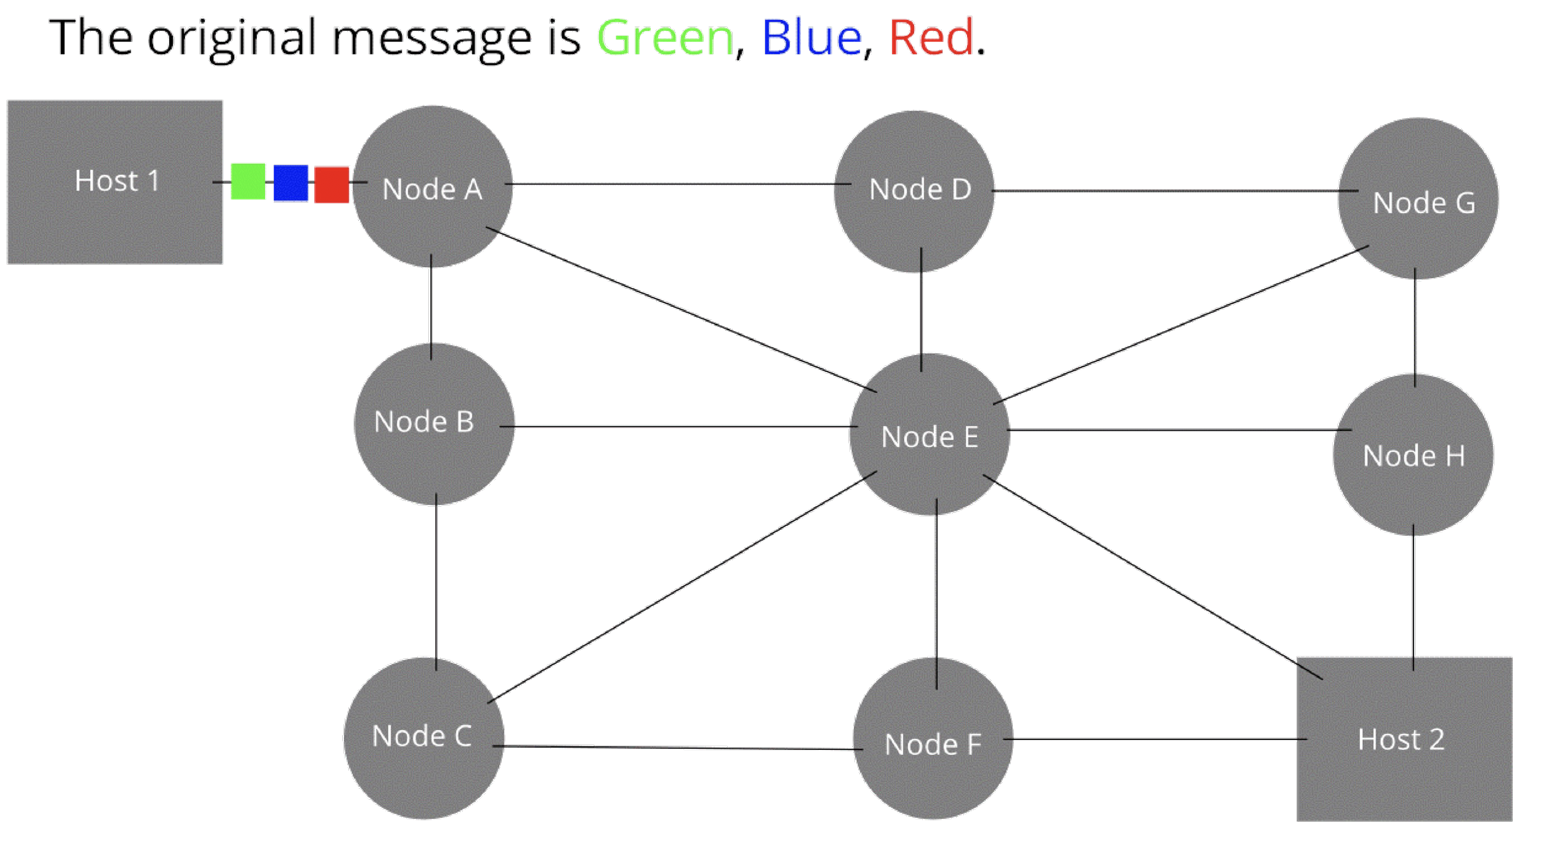 The original message is Green, Blue, Red.
Host 1
Node A
Node D
Node G
Node B
Node E
Node H
Node C
Node F
Host 2